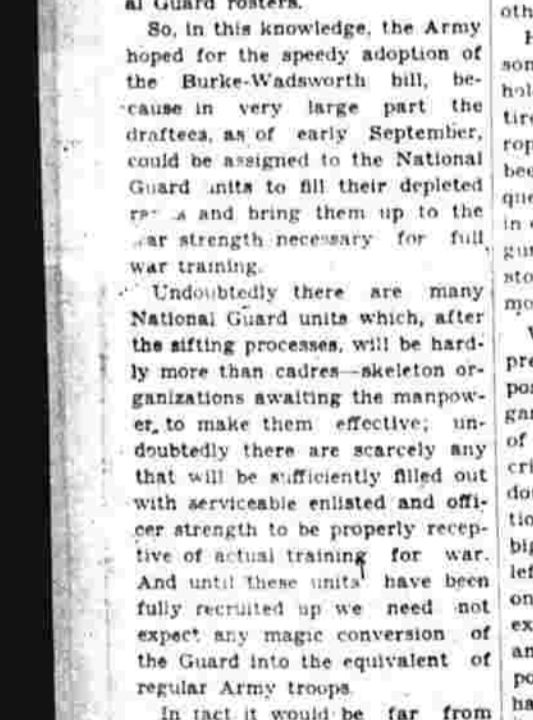 al Guard rosters.
So, in this knowledge, the Army
hoped for the speedy adoption of
the Burke-Wadsworth bill, be-
cause in very large part the
draftees, as of early September,
could be assigned to the National
Guard units to fill their depleted
and bring them up to the
war strength necessary for full
war training.
Undoubtedly there are many
National Guard units which, after
the sifting processes, will be hard-
ly more than cadres—skeleton or-
ganizations awaiting the manpow-
er, to make them effective; un-
doubtedly there are scarcely any
that will be sufficiently filled out
with serviceable enlisted and offi-
cer strength to be properly recep-
tive of actual training for war.
And until these units have been
fully recruited up we need not
expect any magic conversion of
the Guard into the equivalent of
regular Army troops.
In fact it would be far from